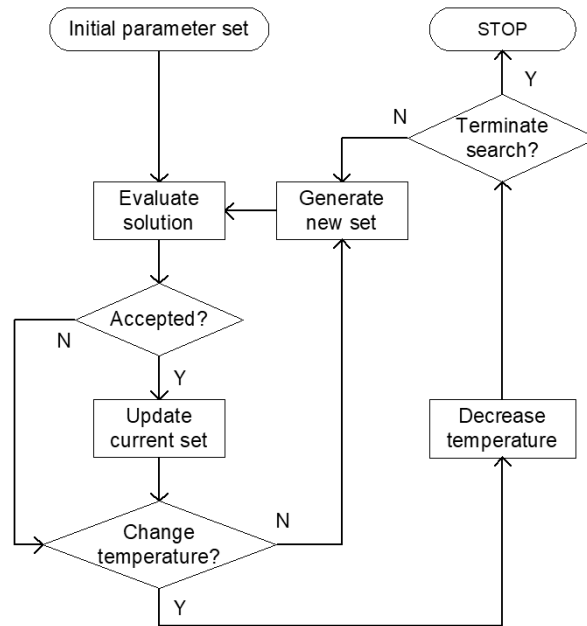 Initial parameter set
STOP
Y
N
Terminate
search?
Evaluate
solution
Generate
new set
Accepted?
N
Y
Update
current set
Decrease
temperature
N
Change
temperature?
Y